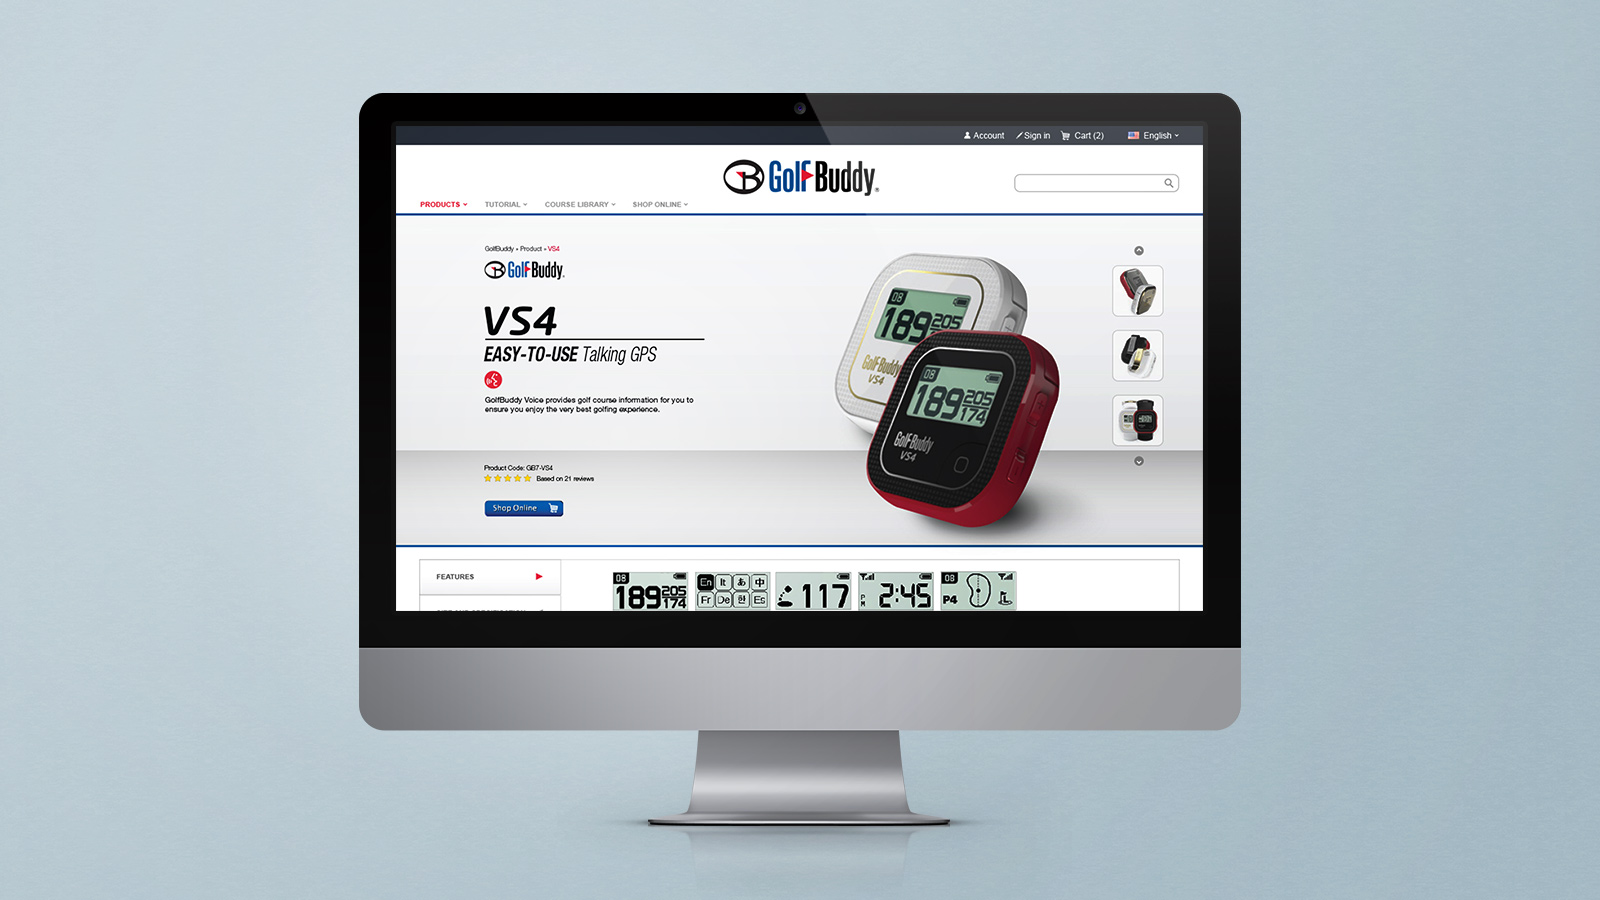 Account Sign in Cart (2) English
GolfBuddy®
PRODUCTS TUTORIAL COURSE LIBRARY SHOP ONLINE
GolfBuddy » Product » VS4
GolfBuddy
VS4
EASY-TO-USE Talking GPS
GolfBuddy Voice provides golf course information for you to
ensure you enjoy the very best golfing experience.
Product Code: GB7-VS4
Based on 21 reviews
Shop Online
08
189 205
GolfBuddy
VS4
08
189 205
174
GolfBuddy
VS4
FEATURES
08
189 205
174
En It あ 中
Fr De 한 Es
117
PM 2:45
08
P4